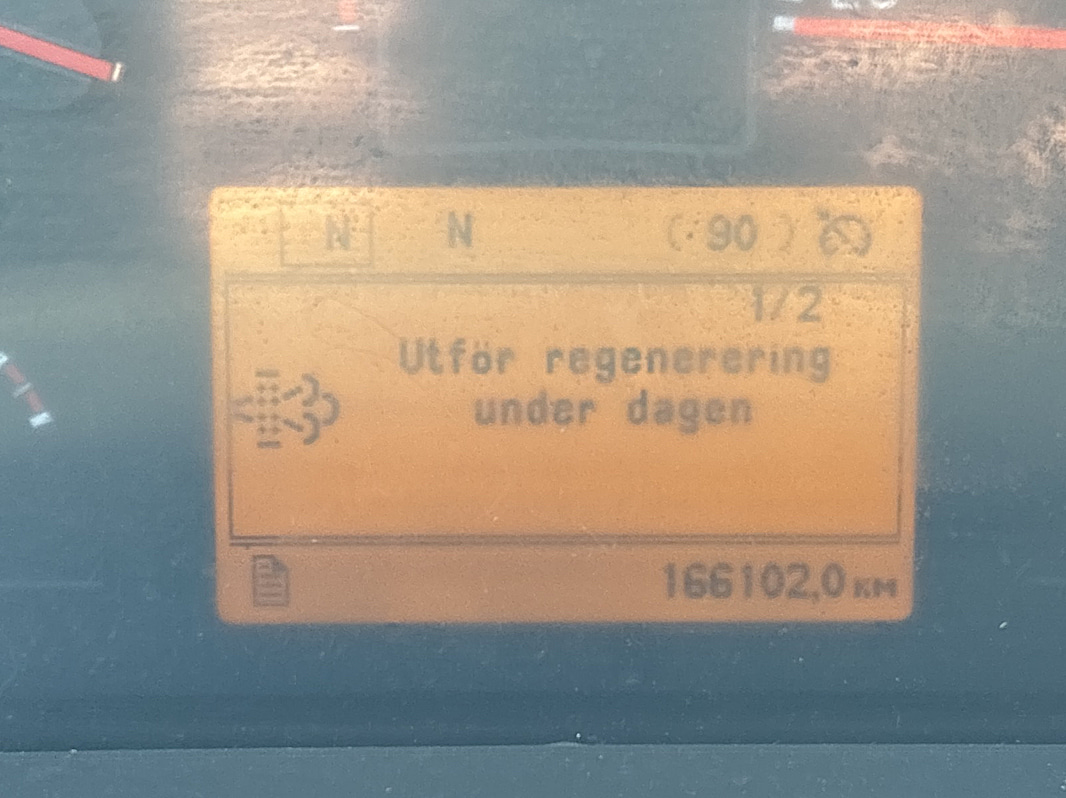 N N (90)
1/2
Utför regenerering
under dagen
166102,0 KM